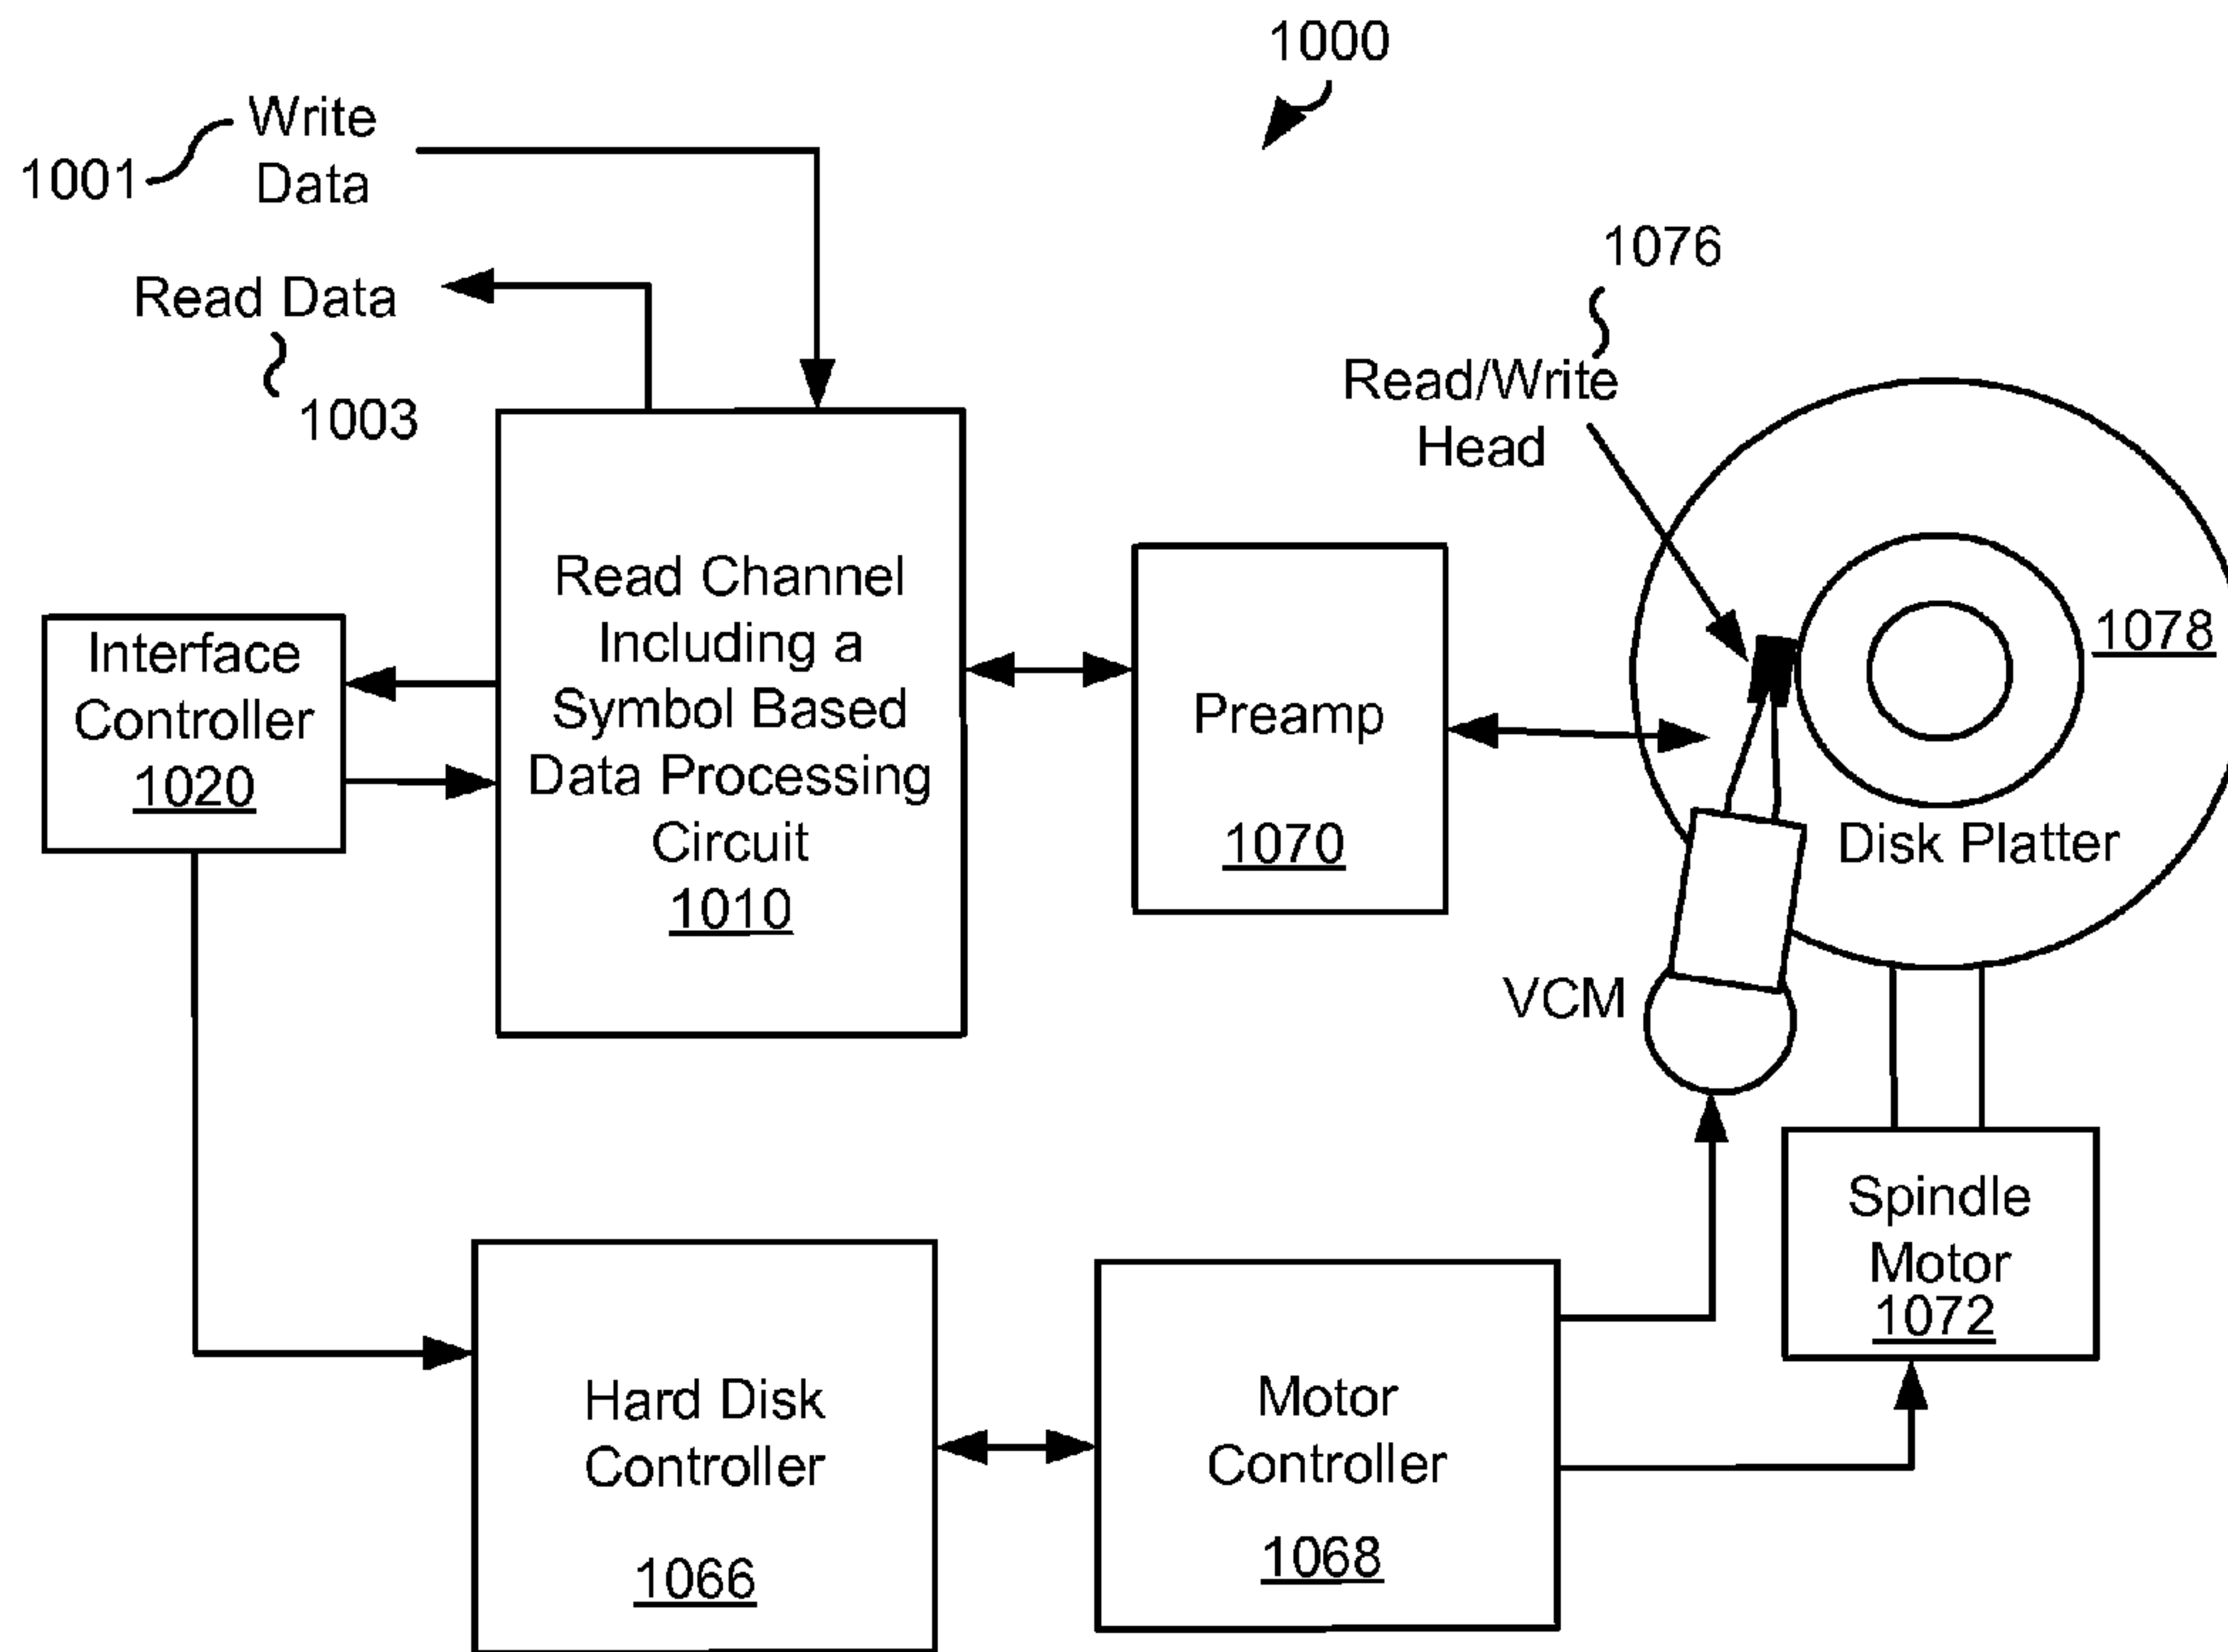 1000
Write
Data
1001
Read Data
1003
1076
Read/Write
Head
Read Channel
Including a
Symbol Based
Data Processing
Circuit
1010
Interface
Controller
1020
Preamp
1070
1078
Disk Platter
VCM
Spindle
Motor
1072
Hard Disk
Controller
1066
Motor
Controller
1068